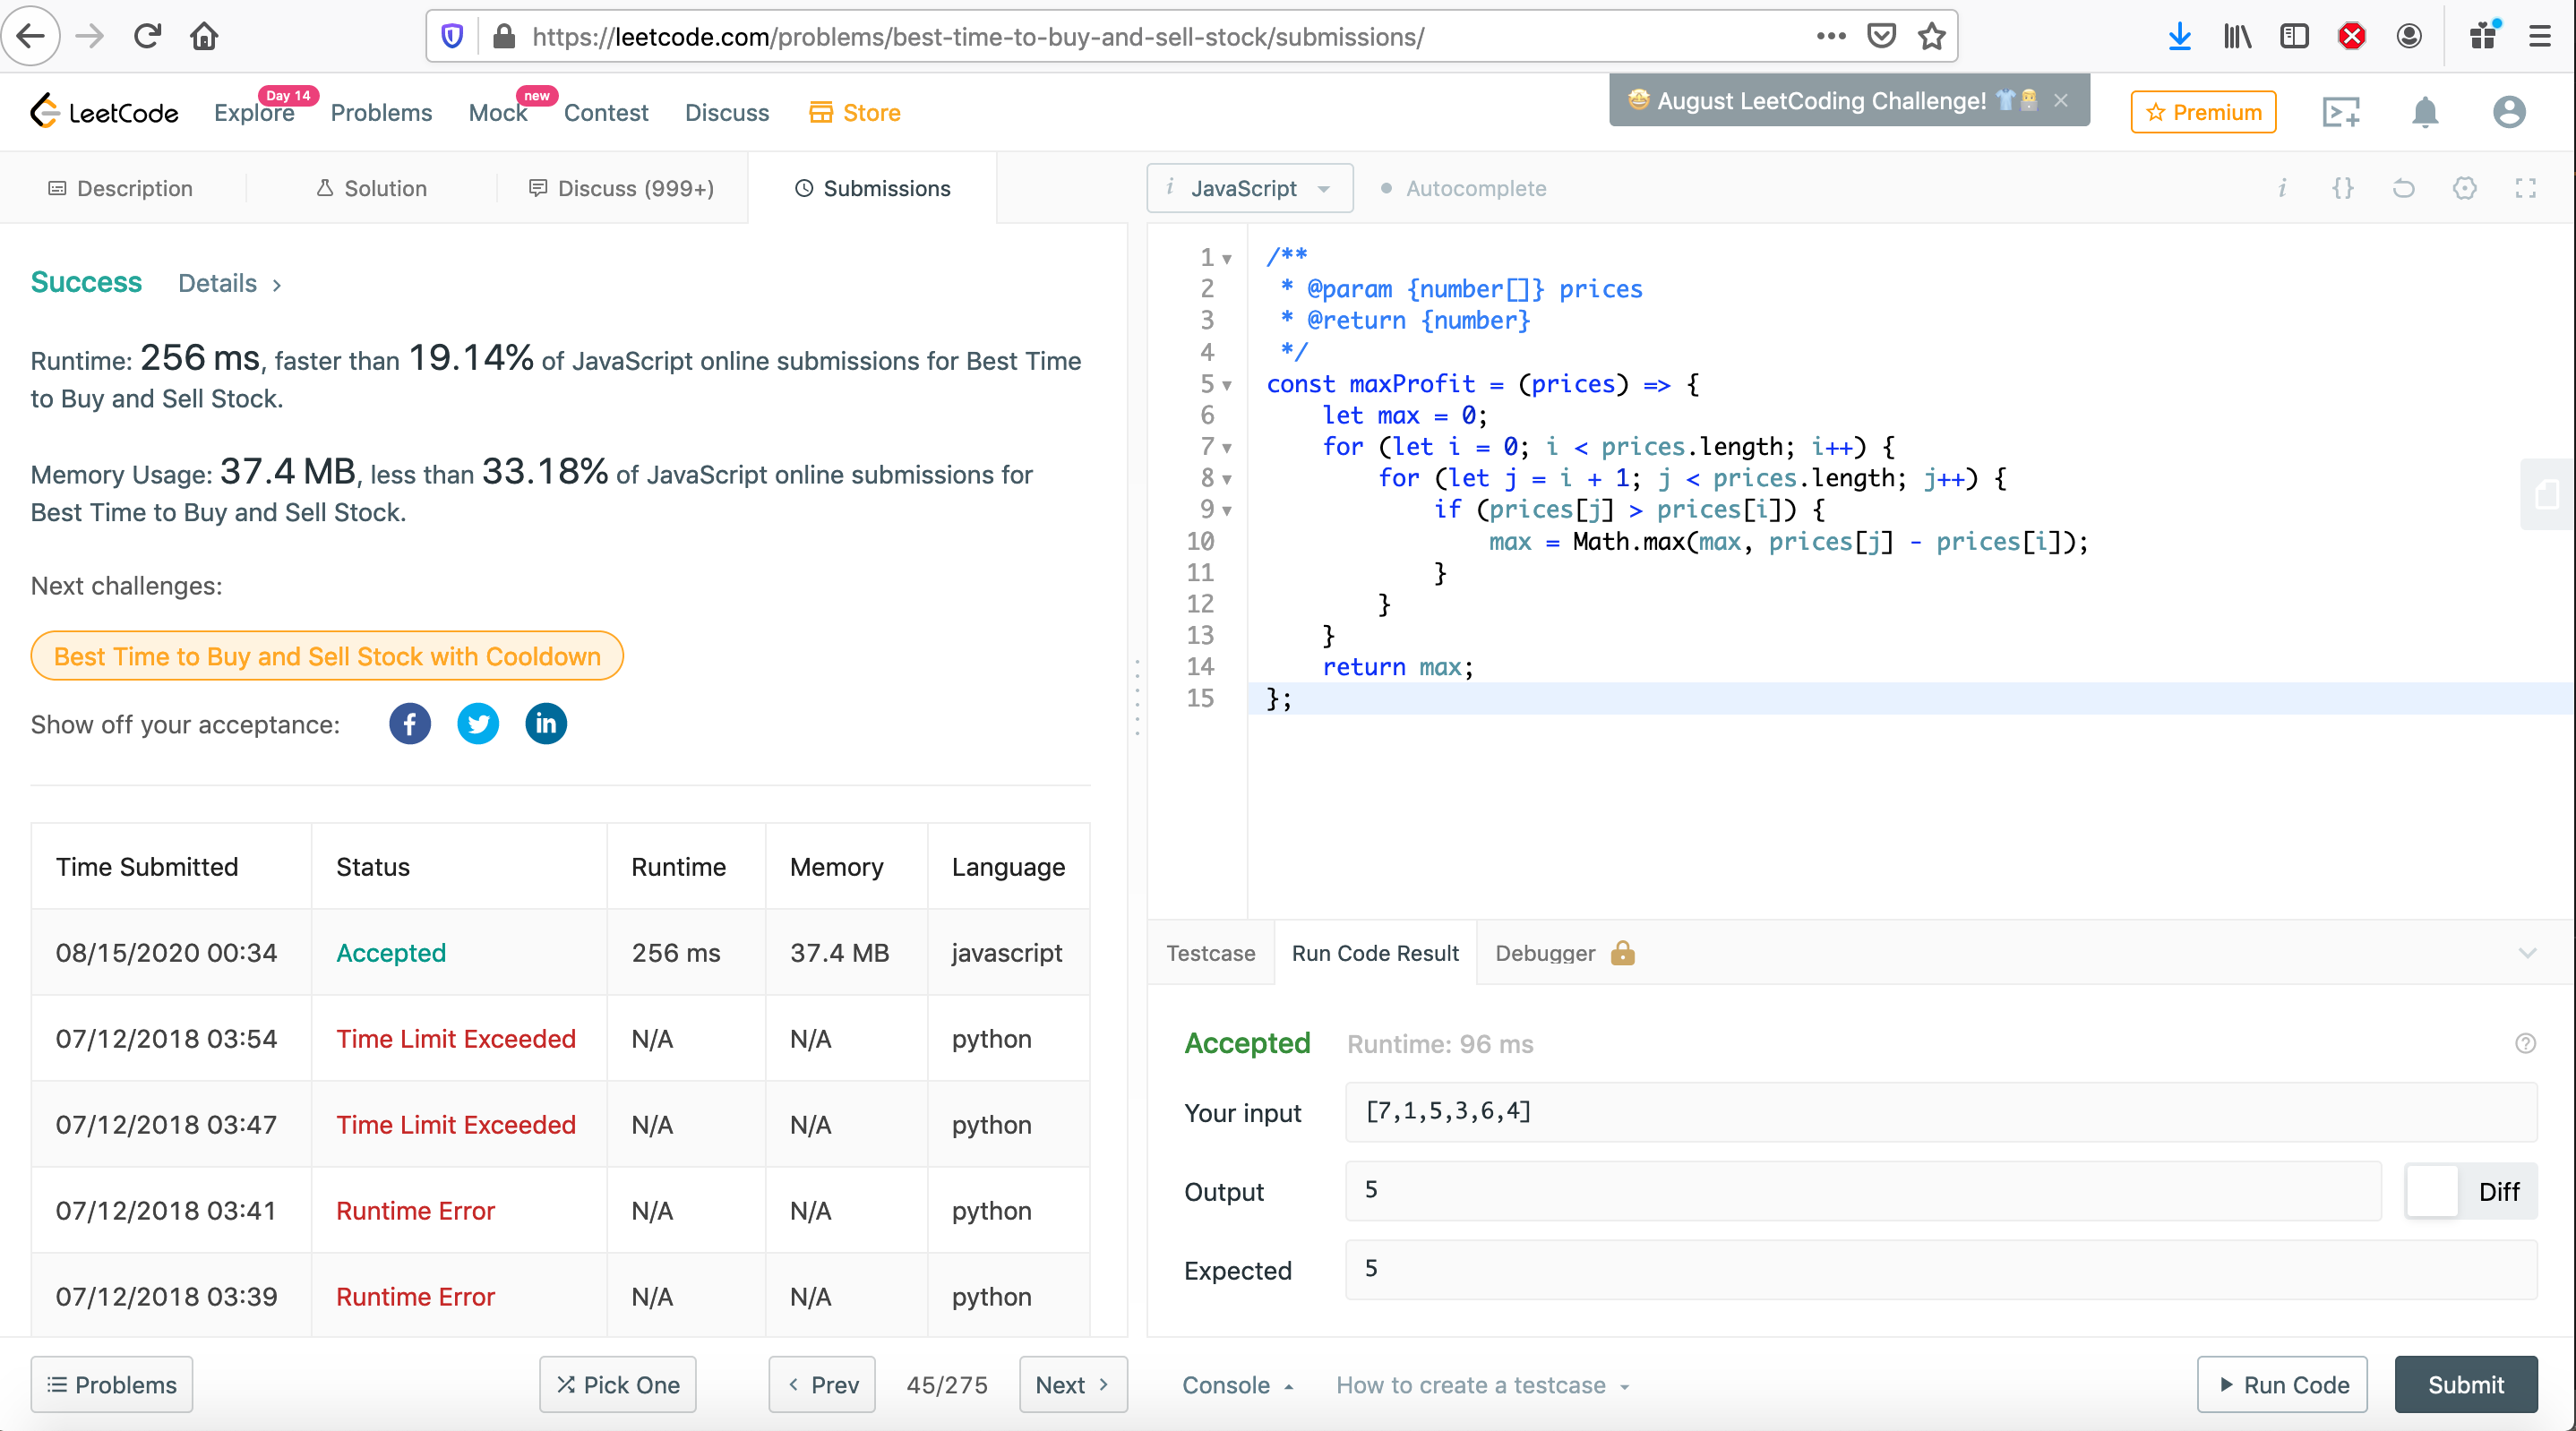 https://leetcode.com/problems/best-time-to-buy-and-sell-stock/submissions/
LeetCode
Explore
Day 14
Problems
Mock
new
Contest
Discuss
Store
🤩 August LeetCoding Challenge! 👕
Premium
Description
Solution
Discuss (999+)
Submissions
i JavaScript
Autocomplete
i {}
Success Details >
Runtime: 256 ms, faster than 19.14% of JavaScript online submissions for Best Time
to Buy and Sell Stock.
Memory Usage: 37.4 MB, less than 33.18% of JavaScript online submissions for
Best Time to Buy and Sell Stock.
Next challenges:
Best Time to Buy and Sell Stock with Cooldown
Show off your acceptance: f in
Time Submitted Status Runtime Memory Language
08/15/2020 00:34 Accepted 256 ms 37.4 MB javascript
07/12/2018 03:54 Time Limit Exceeded N/A N/A python
07/12/2018 03:47 Time Limit Exceeded N/A N/A python
07/12/2018 03:41 Runtime Error N/A N/A python
07/12/2018 03:39 Runtime Error N/A N/A python
Problems
Pick One
< Prev
45/275
Next >
1 /**
2  * @param {number[]} prices
3  * @return {number}
4  */
5 const maxProfit = (prices) => {
6     let max = 0;
7     for (let i = 0; i < prices.length; i++) {
8         for (let j = i + 1; j < prices.length; j++) {
9             if (prices[j] > prices[i]) {
10                 max = Math.max(max, prices[j] - prices[i]);
11             }
12         }
13     }
14     return max;
15 };
Testcase
Run Code Result
Debugger
Accepted Runtime: 96 ms
Your input [7,1,5,3,6,4]
Output 5
Diff
Expected 5
Console
How to create a testcase
Run Code
Submit